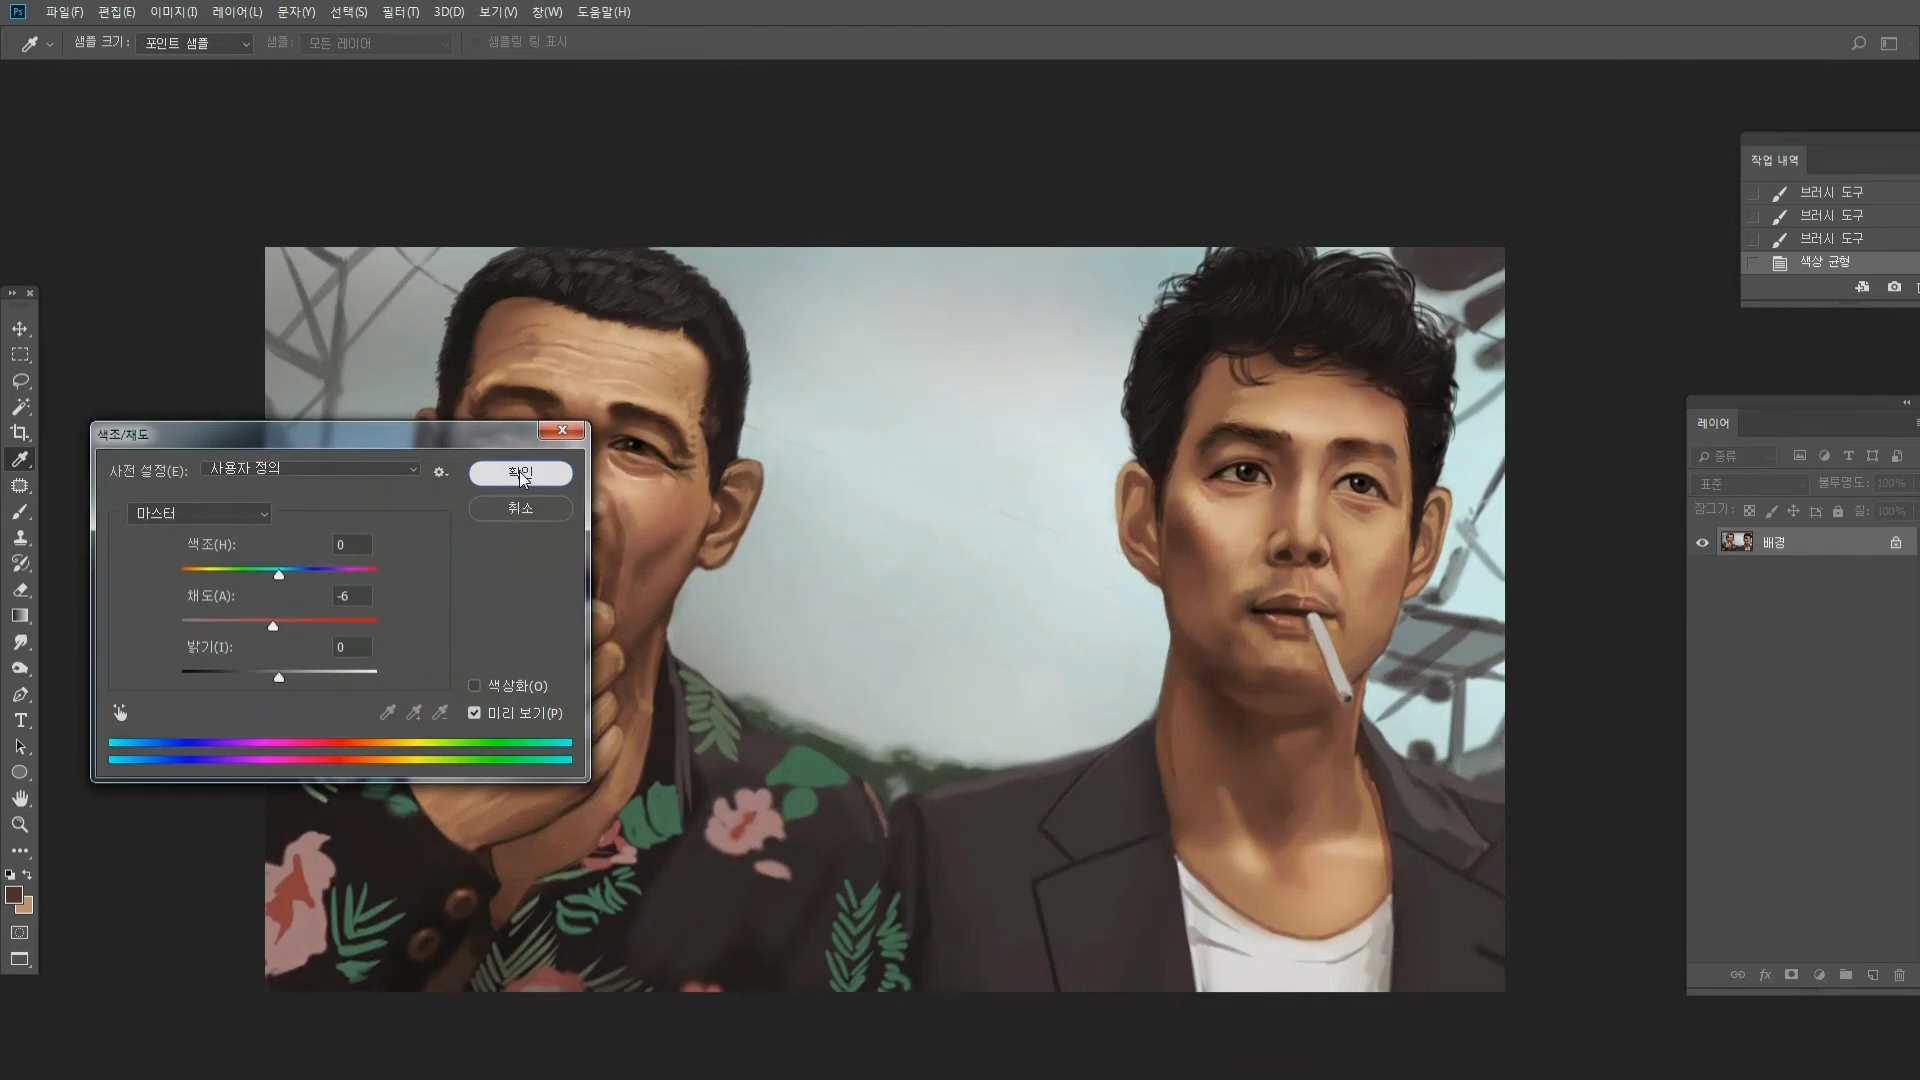 Ps 파일(F) 편집(E) 이미지(I) 레이어(L) 문자(Y) 선택(S) 필터(T) 3D(D) 보기(V) 창(W) 도움말(H)
샘플 크기: 포인트 샘플 샘플: 모든 레이어 샘플링 링 표시
작업 내역
브러시 도구
브러시 도구
브러시 도구
색상 균형
색조/채도
사전 설정(E): 사용자 정의
확인
취소
마스터
색조(H): 0
채도(A): -6
밝기(I): 0
색상화(O)
미리 보기(P)
레이어
종류
표준 불투명도: 100%
잠그기: 칠: 100%
배경
fx